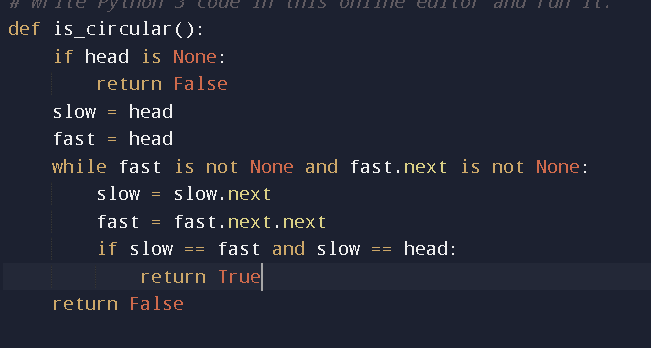 # Write Python 3 code in this online editor and run it.
def is_circular():
    if head is None:
        return False
    slow = head
    fast = head
    while fast is not None and fast.next is not None:
        slow = slow.next
        fast = fast.next.next
        if slow == fast and slow == head:
            return True
    return False